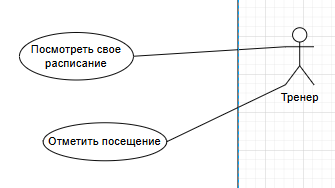 Посмотреть свое
расписание
Тренер
Отметить посещение